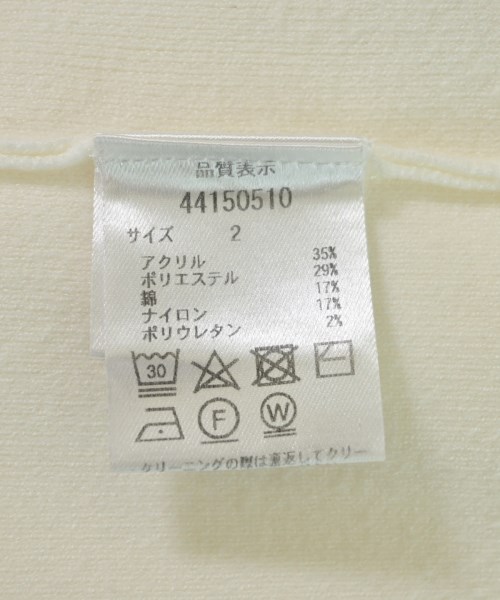 品質表示
44150510
サイズ 2
アクリル 35%
ポリエステル 29%
綿 17%
ナイロン 17%
ポリウレタン 2%
30
F W
クリーニングの際は裏返してクリー